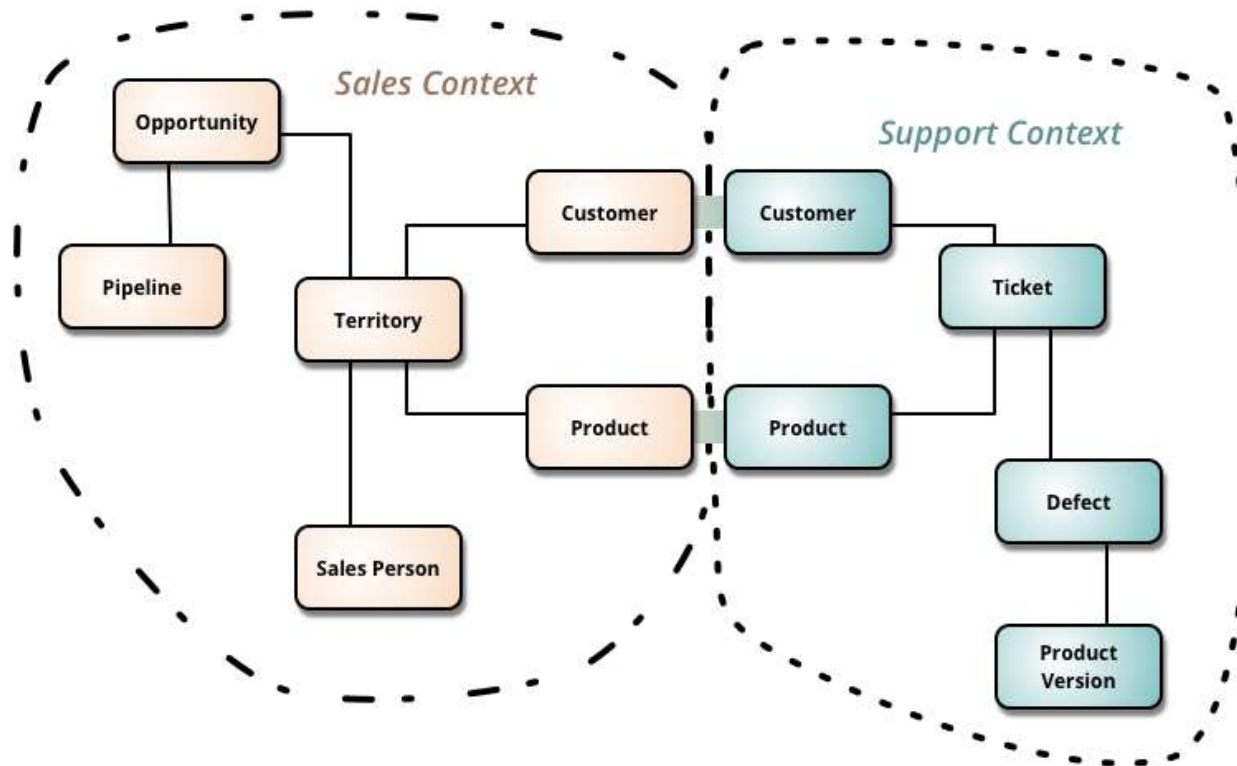 Sales Context
Opportunity
Support Context
Customer
Customer
Pipeline
Ticket
Territory
Product
Product
Defect
Sales Person
Product
Version